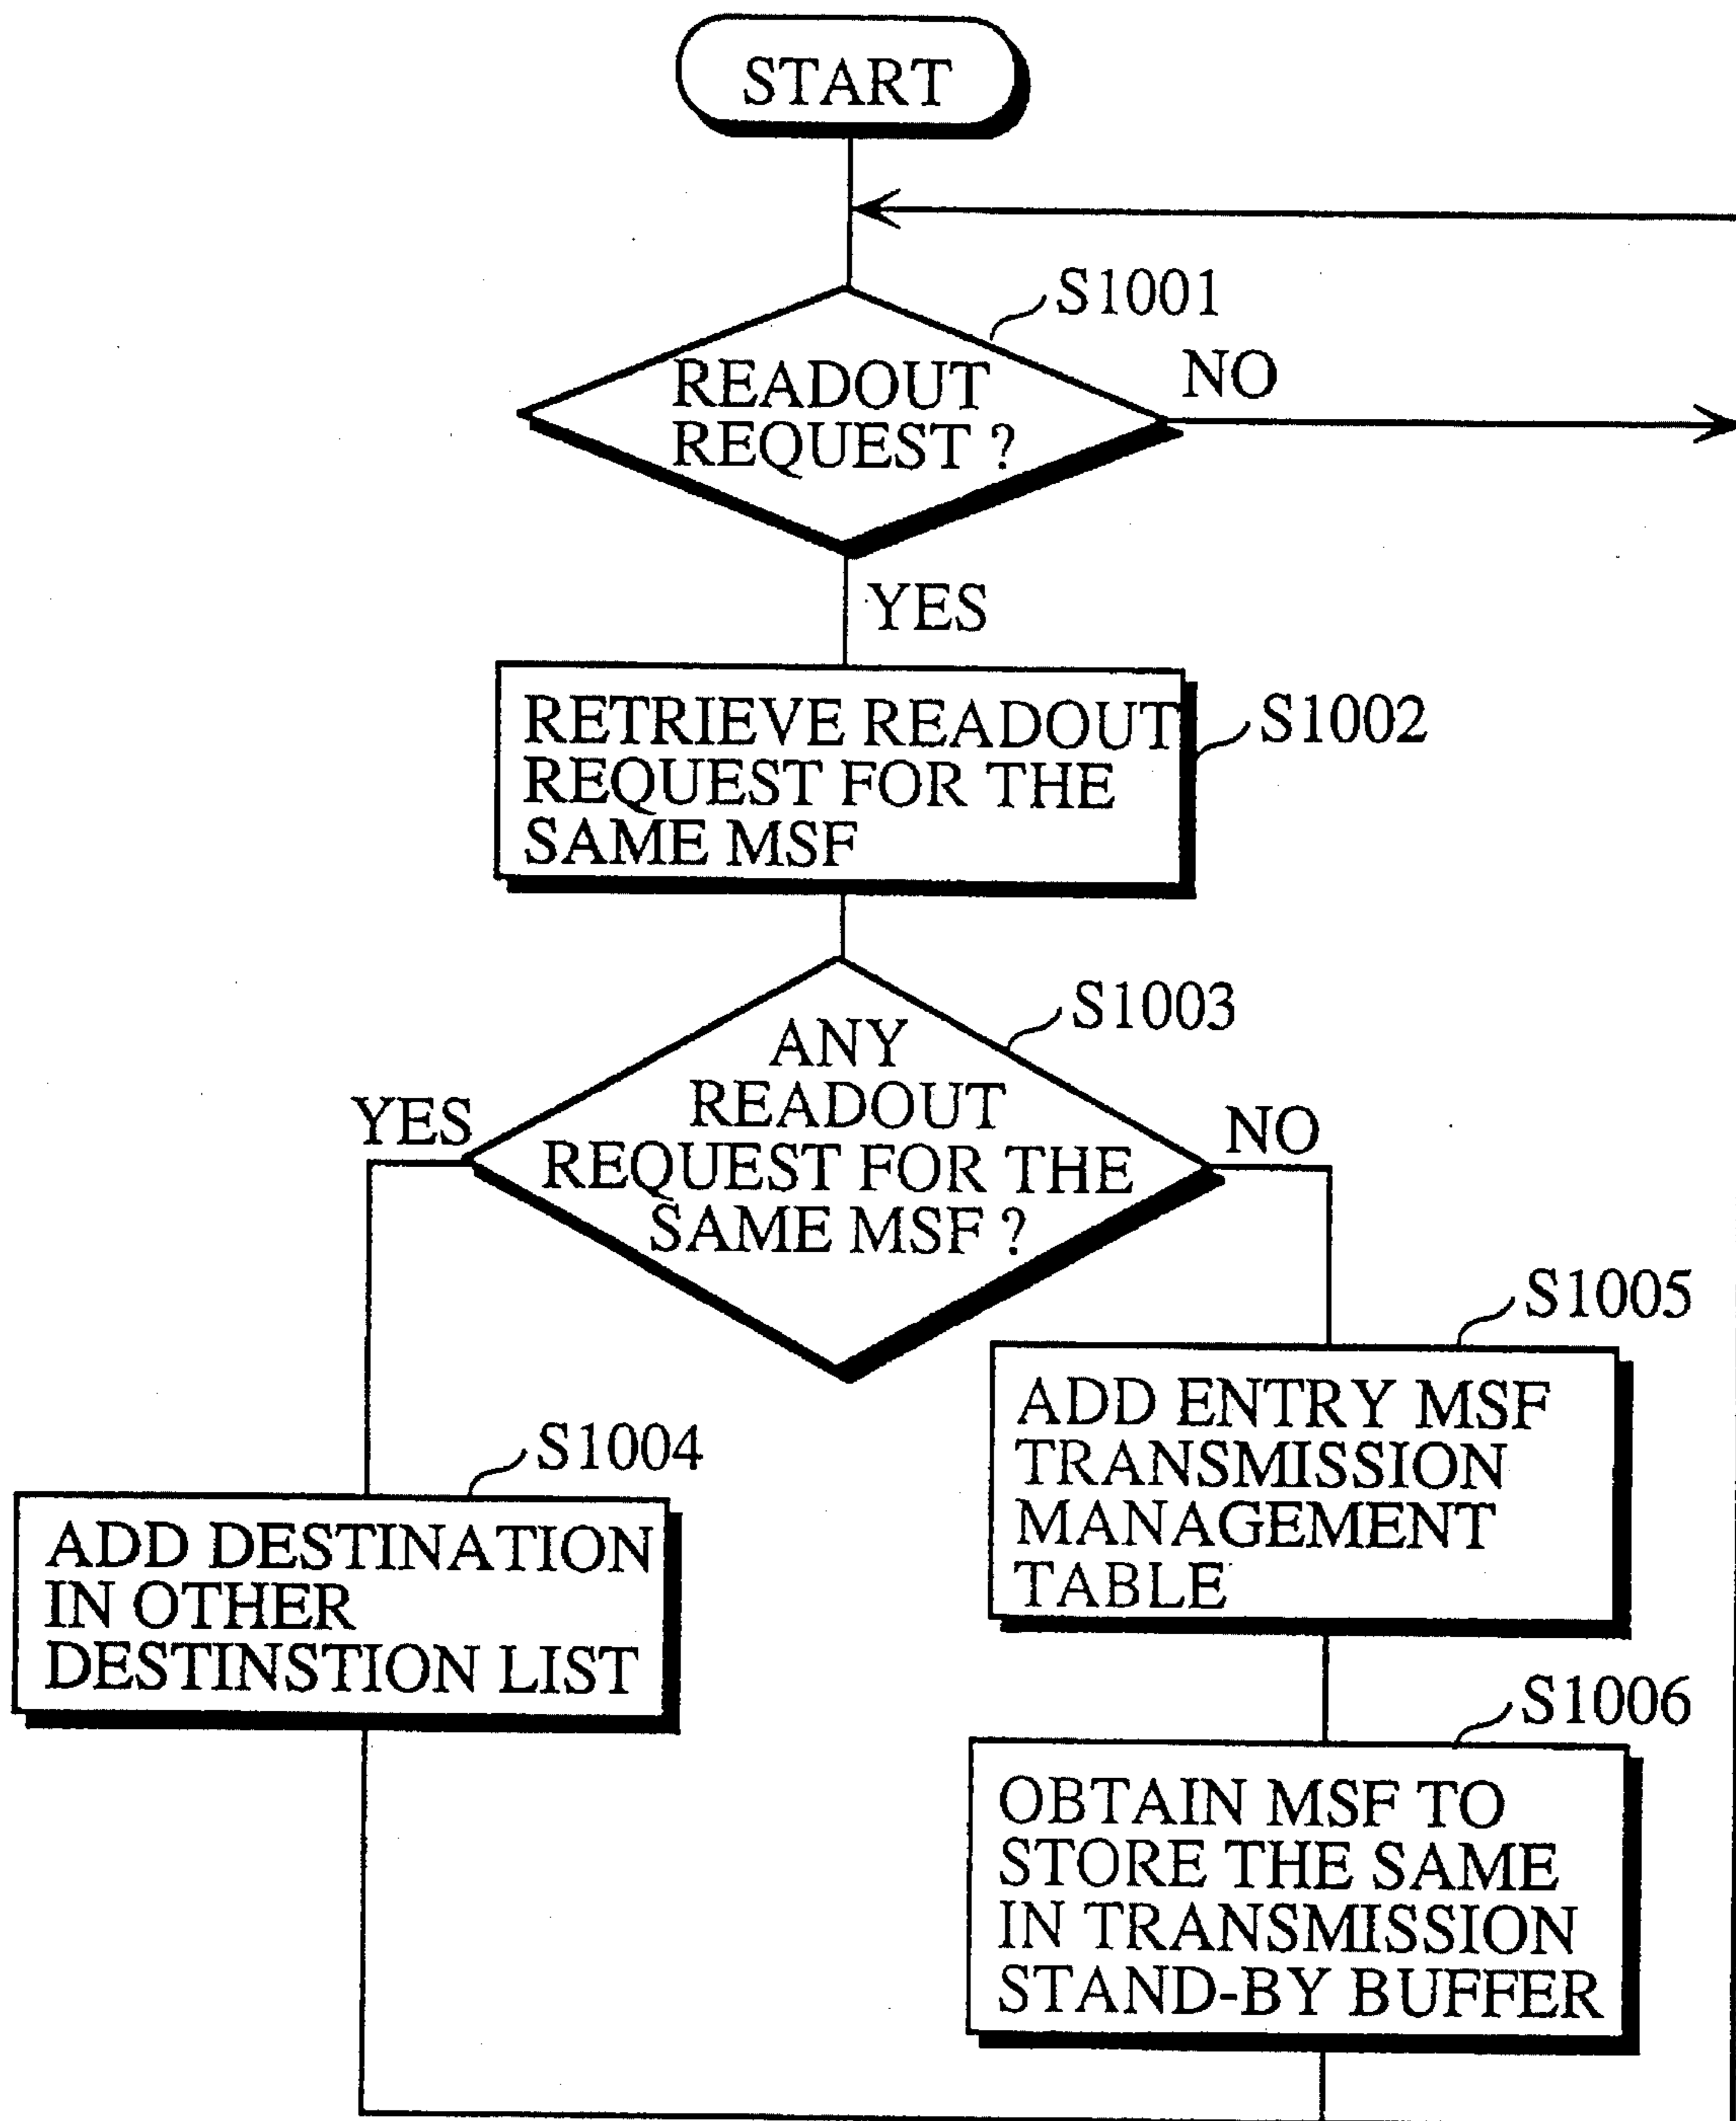 START
S1001
READOUT
REQUEST ?
NO
YES
RETRIEVE READOUT
REQUEST FOR THE
SAME MSF
S1002
S1003
ANY
READOUT
REQUEST FOR THE
SAME MSF ?
YES
NO
S1005
ADD ENTRY MSF
TRANSMISSION
MANAGEMENT
TABLE
S1004
ADD DESTINATION
IN OTHER
DESTINSTION LIST
S1006
OBTAIN MSF TO
STORE THE SAME
IN TRANSMISSION
STAND-BY BUFFER